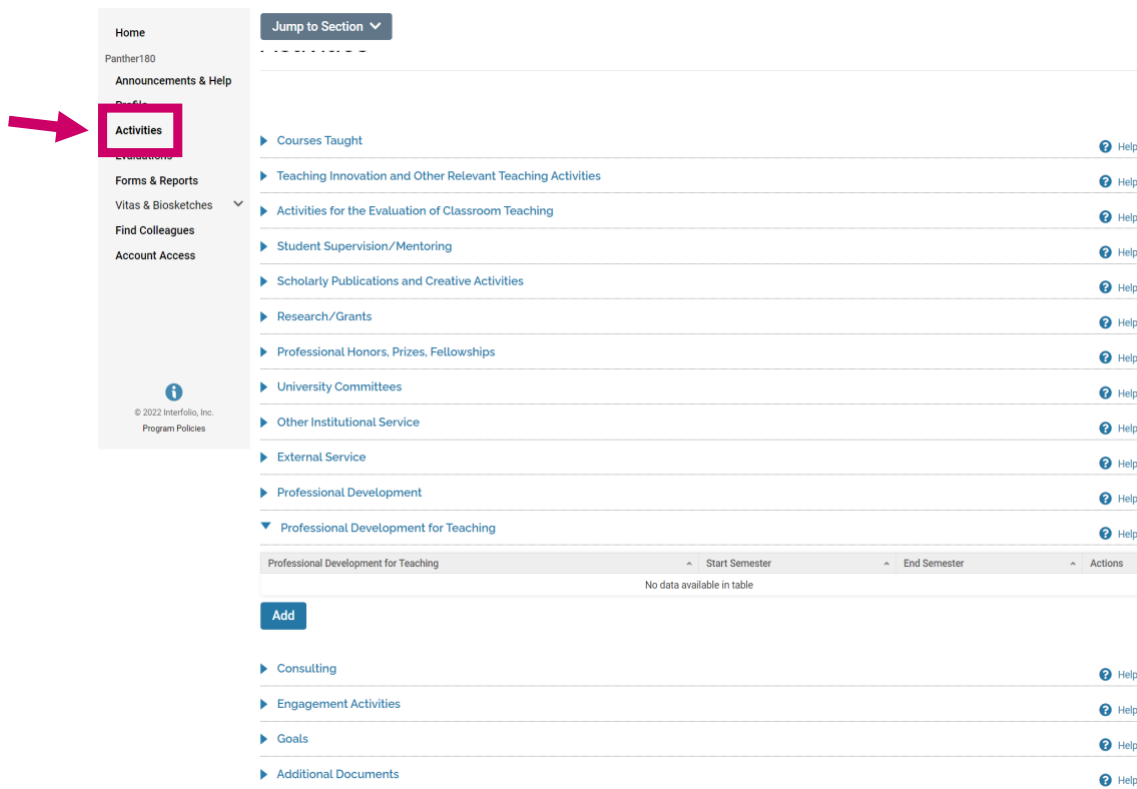 Home
Panther180
Announcements & Help
Profile
Activities
Evaluations
Forms & Reports
Vitas & Biosketches
Find Colleagues
Account Access
© 2022 Interfolio, Inc.
Program Policies
Jump to Section
Activities
Courses Taught Help
Teaching Innovation and Other Relevant Teaching Activities Help
Activities for the Evaluation of Classroom Teaching Help
Student Supervision/Mentoring Help
Scholarly Publications and Creative Activities Help
Research/Grants Help
Professional Honors, Prizes, Fellowships Help
University Committees Help
Other Institutional Service Help
External Service Help
Professional Development Help
Professional Development for Teaching Help
Professional Development for Teaching Start Semester End Semester Actions
No data available in table
Add
Consulting Help
Engagement Activities Help
Goals Help
Additional Documents Help